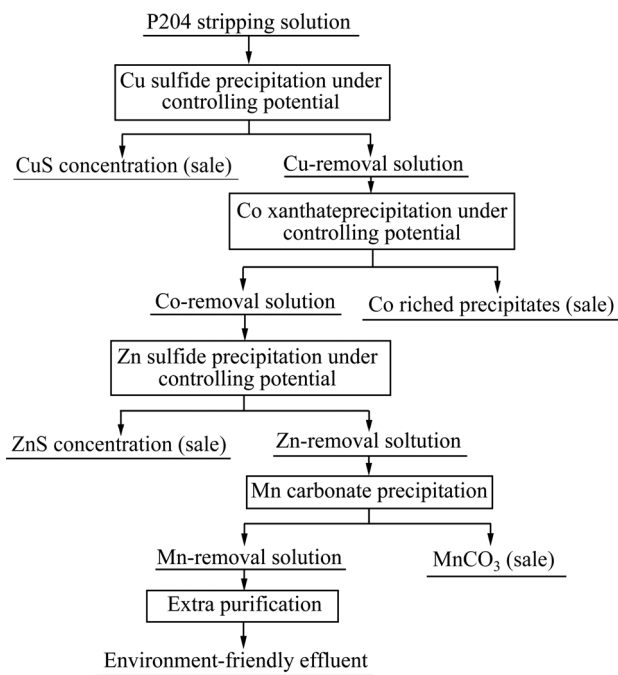 P204 stripping solution
Cu sulfide precipitation under
controlling potential
CuS concentration (sale)
Cu-removal solution
Co xanthateprecipitation under
controlling potential
Co-removal solution
Co riched precipitates (sale)
Zn sulfide precipitation under
controlling potential
ZnS concentration (sale)
Zn-removal soltution
Mn carbonate precipitation
Mn-removal solution
MnCO₃ (sale)
Extra purification
Environment-friendly effluent